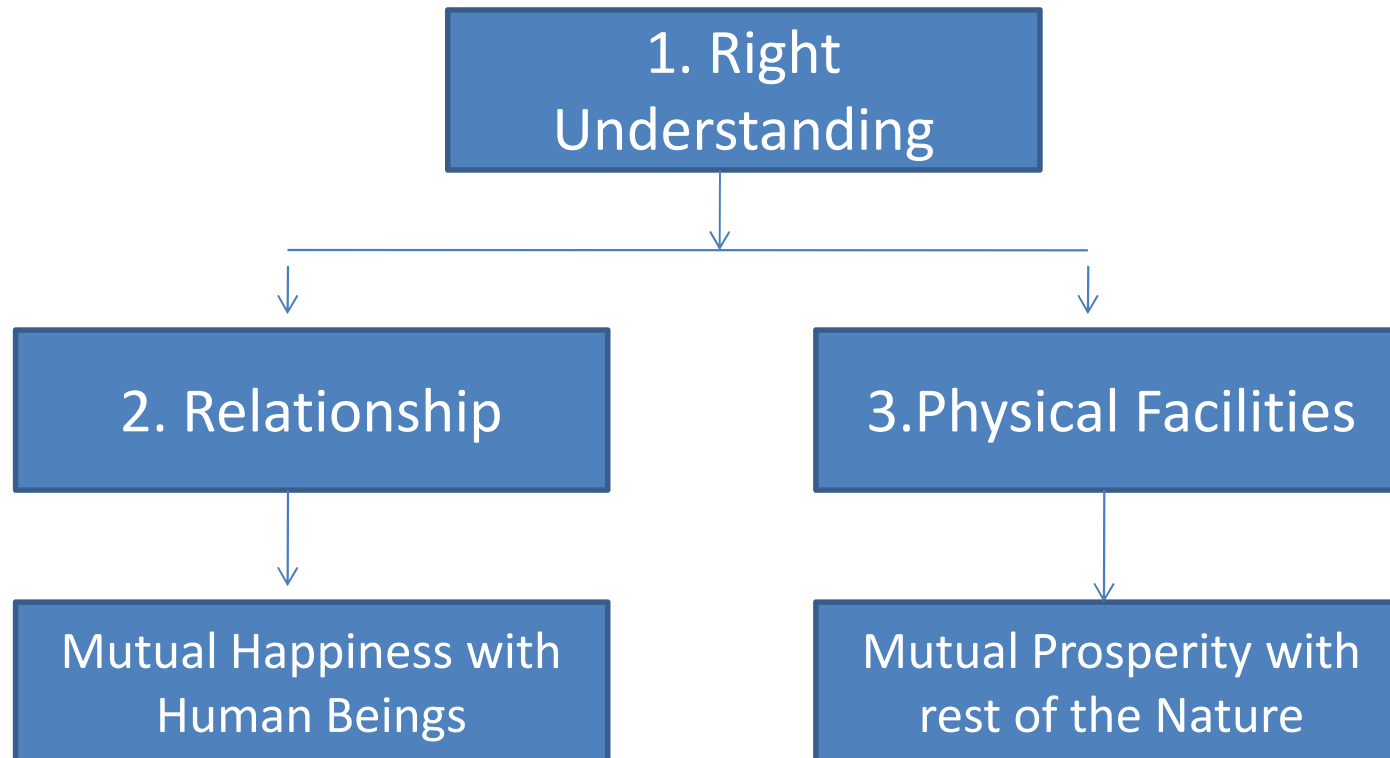 1. Right
Understanding
2. Relationship
3.Physical Facilities
Mutual Happiness with
Human Beings
Mutual Prosperity with
rest of the Nature